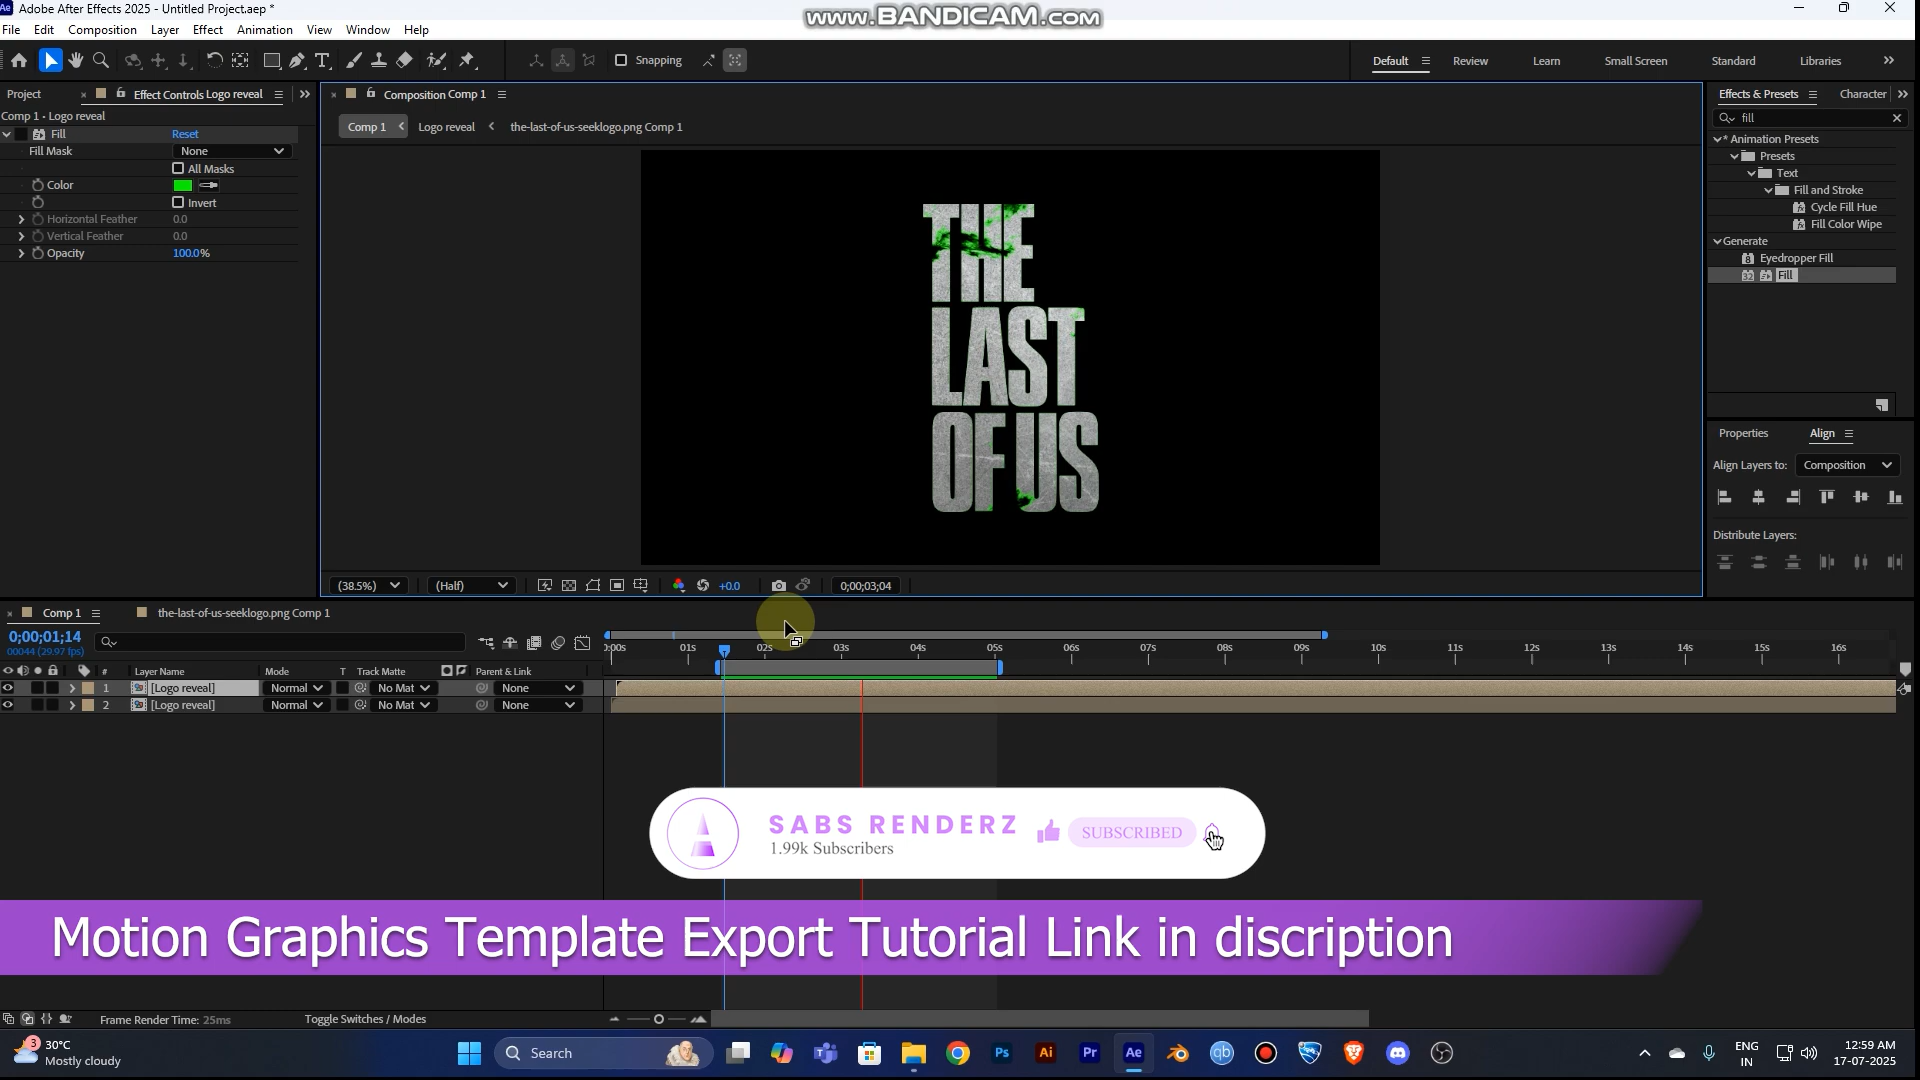 Adobe After Effects 2025 - Untitled Project.aep *
www.BANDICAM.com
File Edit Composition Layer Effect Animation View Window Help
Snapping
Default Review Learn Small Screen Standard Libraries
Project Effect Controls Logo reveal
Comp 1 • Logo reveal
Fill Reset
Fill Mask None
All Masks
Color
Invert
Horizontal Feather 0.0
Vertical Feather 0.0
Opacity 100.0%
Composition Comp 1
Comp 1 Logo reveal the-last-of-us-seeklogo.png Comp 1
THE
LAST
OF US
(38.5%) (Half) +0.0 0;00;03;04
Effects & Presets Character
fill
* Animation Presets
Presets
Text
Fill and Stroke
Cycle Fill Hue
Fill Color Wipe
Generate
Eyedropper Fill
Fill
Properties Align
Align Layers to: Composition
Distribute Layers:
Comp 1 the-last-of-us-seeklogo.png Comp 1
0;00;01;14
00044 (29.97 fps)
:00s 01s 02s 03s 04s 05s 06s 07s 08s 09s 10s 11s 12s 13s 14s 15s 16s
# Layer Name Mode T Track Matte Parent & Link
1 [Logo reveal] Normal No Mat None
2 [Logo reveal] Normal No Mat None
SABS RENDERZ
1.99k Subscribers
SUBSCRIBED
Motion Graphics Template Export Tutorial Link in discription
Frame Render Time: 25ms Toggle Switches / Modes
3
30°C
Mostly cloudy
Search
Ps Ai Pr Ae qb
ENG
IN
12:59 AM
17-07-2025